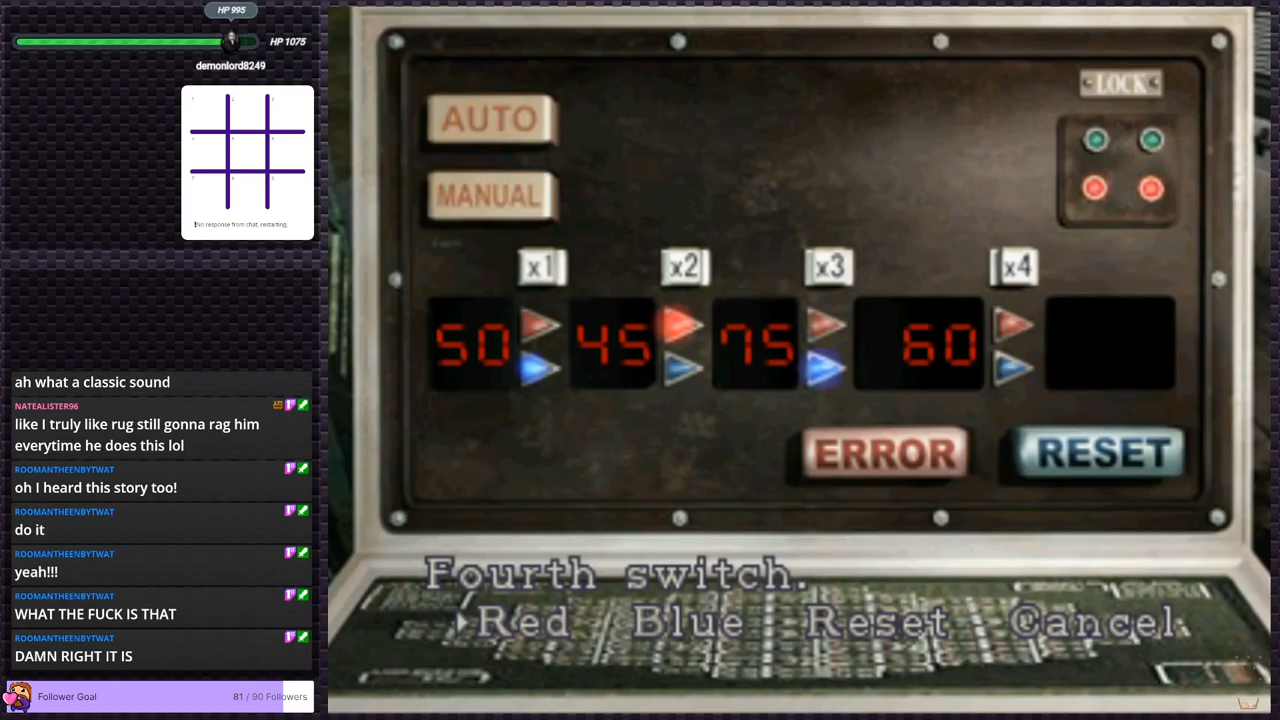 HP 995
HP 1075
demonlord8249
No response from chat, restarting.
ah what a classic sound
NATEALISTER96
like I truly like rug still gonna rag him
everytime he does this lol
ROOMANTHEENBYTWAT
oh I heard this story too!
ROOMANTHEENBYTWAT
do it
ROOMANTHEENBYTWAT
yeah!!!
ROOMANTHEENBYTWAT
WHAT THE FUCK IS THAT
ROOMANTHEENBYTWAT
DAMN RIGHT IT IS
Follower Goal
81 / 90 Followers
LOCK
AUTO
MANUAL
x1 x2 x3 x4
50 45 75 60
ERROR RESET
Fourth switch.
Red Blue Reset Cancel